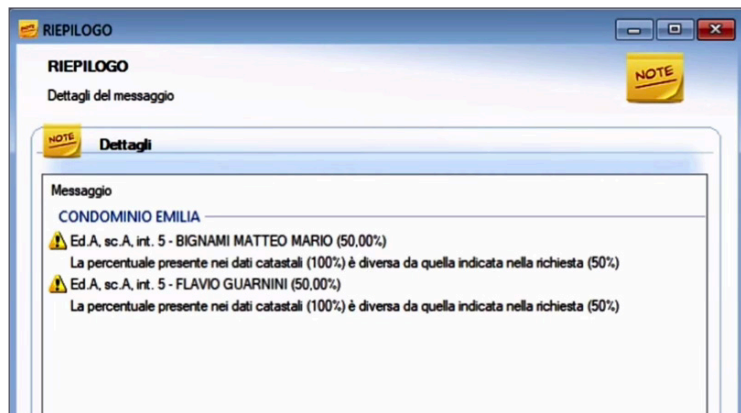 RIEPILOGO
RIEPILOGO
NOTE
Dettagli del messaggio
NOTE
Dettagli
Messaggio
CONDOMINIO EMILIA
Ed.A, sc.A, int. 5 - BIGNAMI MATTEO MARIO (50,00%)
La percentuale presente nei dati catastali (100%) è diversa da quella indicata nella richiesta (50%)
Ed.A, sc.A, int. 5 - FLAVIO GUARNINI (50,00%)
La percentuale presente nei dati catastali (100%) è diversa da quella indicata nella richiesta (50%)